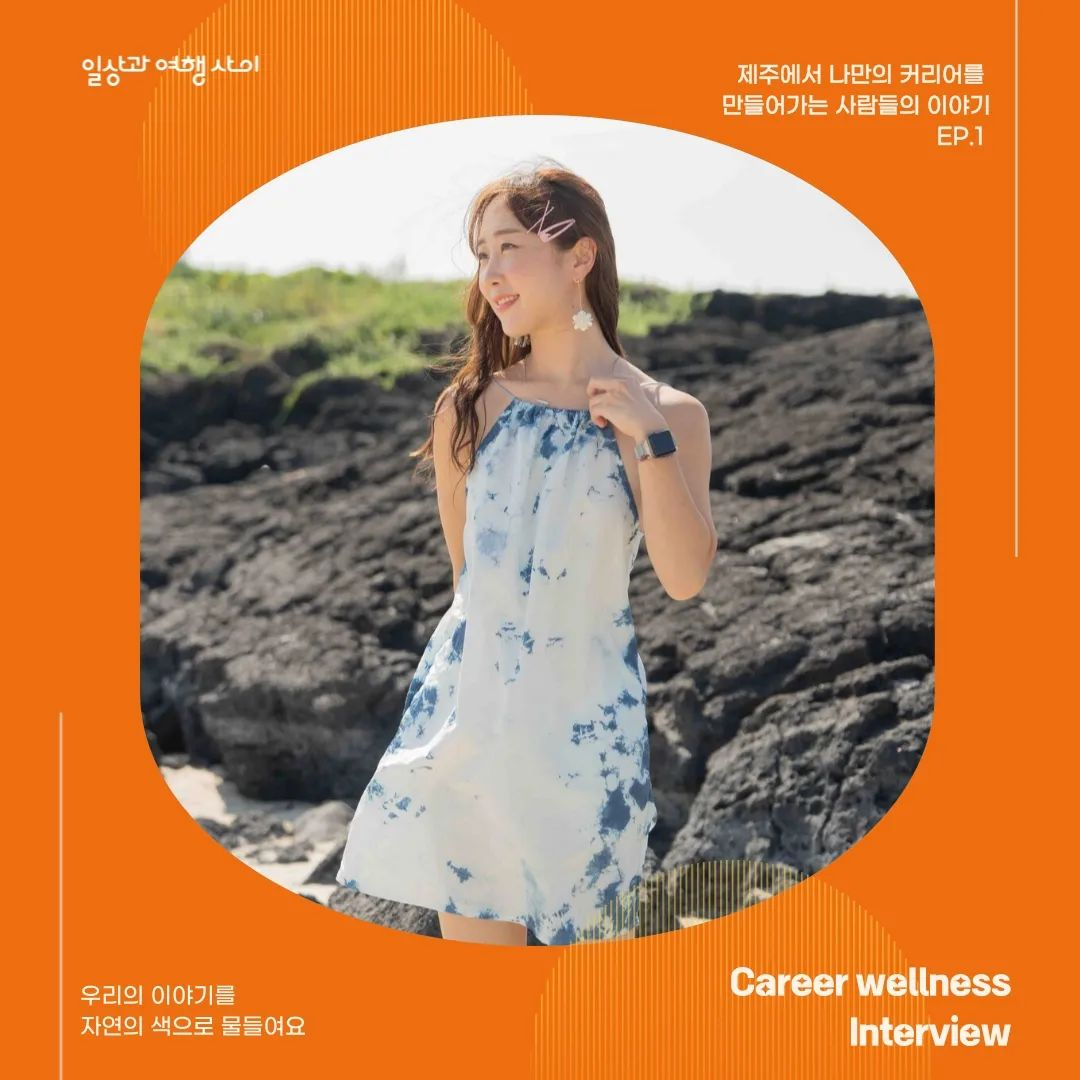 일상과 여행 사이
제주에서 나만의 커리어를
만들어가는 사람들의 이야기
EP.1
우리의 이야기를
자연의 색으로 물들여요
Career wellness
Interview